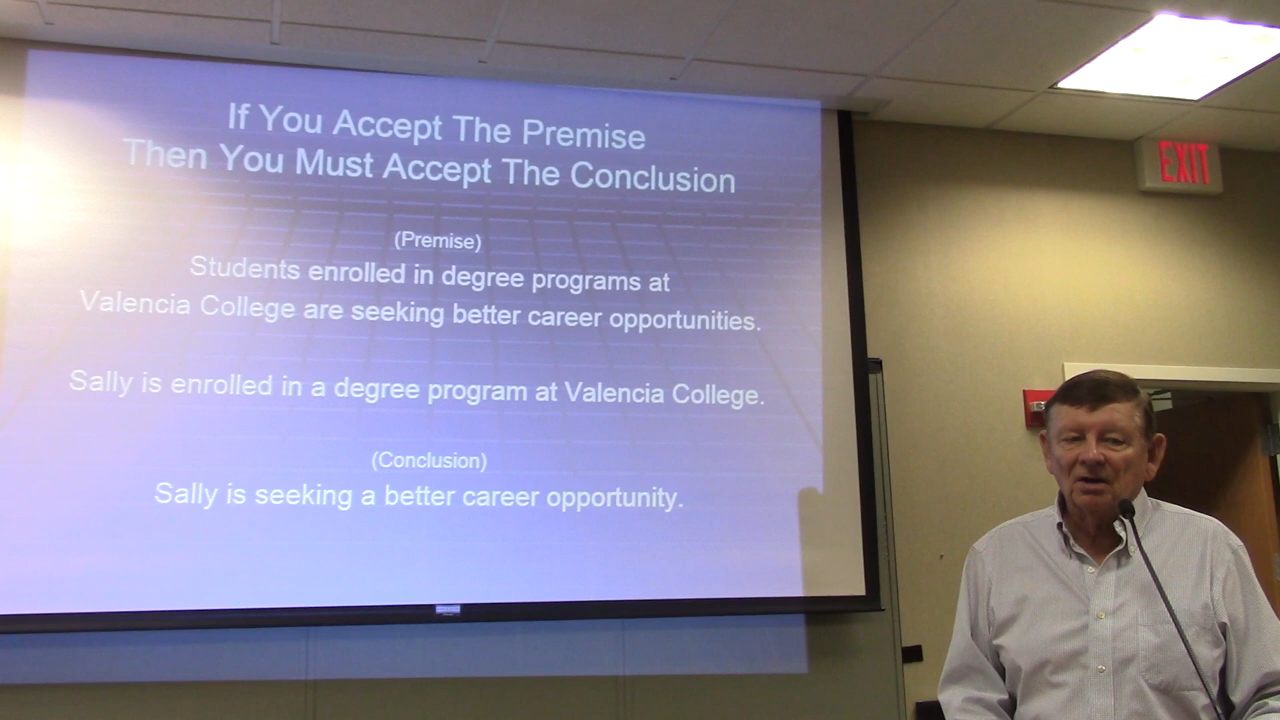 If You Accept The Premise
Then You Must Accept The Conclusion
(Premise)
Students enrolled in degree programs at
Valencia College are seeking better career opportunities.
Sally is enrolled in a degree program at Valencia College.
(Conclusion)
Sally is seeking a better career opportunity.
EXIT